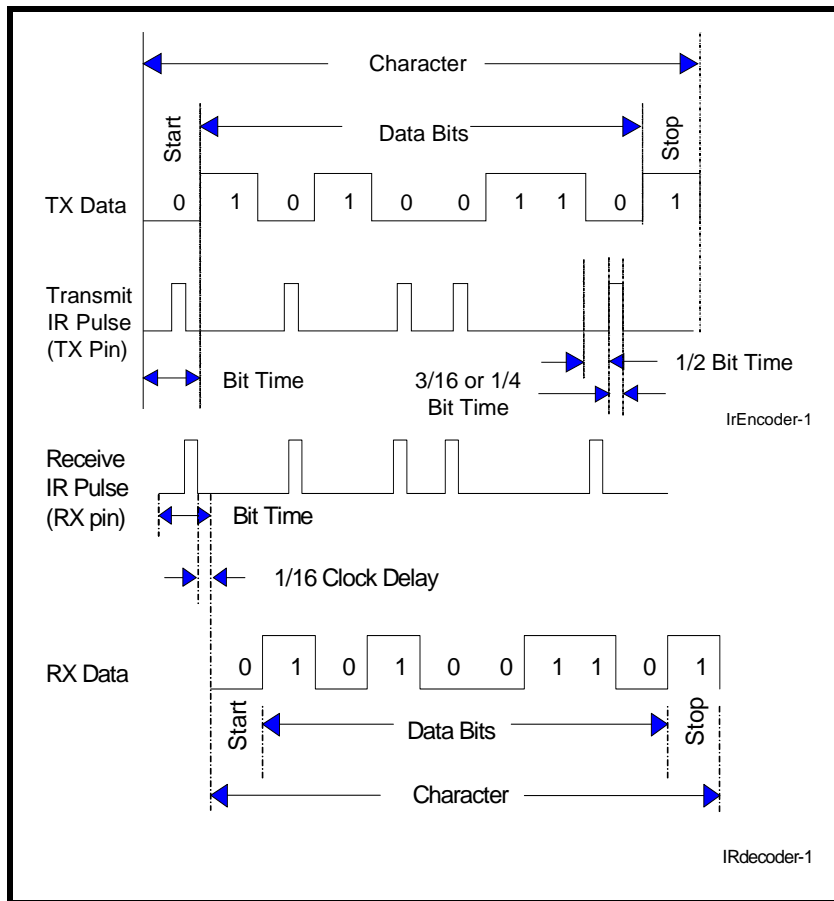 Character
Start
Data Bits
Stop
TX Data
0 1 0 1 0 0 1 1 0 1
Transmit
IR Pulse
(TX Pin)
Bit Time
1/2 Bit Time
3/16 or 1/4
Bit Time
IrEncoder-1
Receive
IR Pulse
(RX pin)
Bit Time
1/16 Clock Delay
RX Data
0 1 0 1 0 0 1 1 0 1
Start
Data Bits
Stop
Character
IRdecoder-1